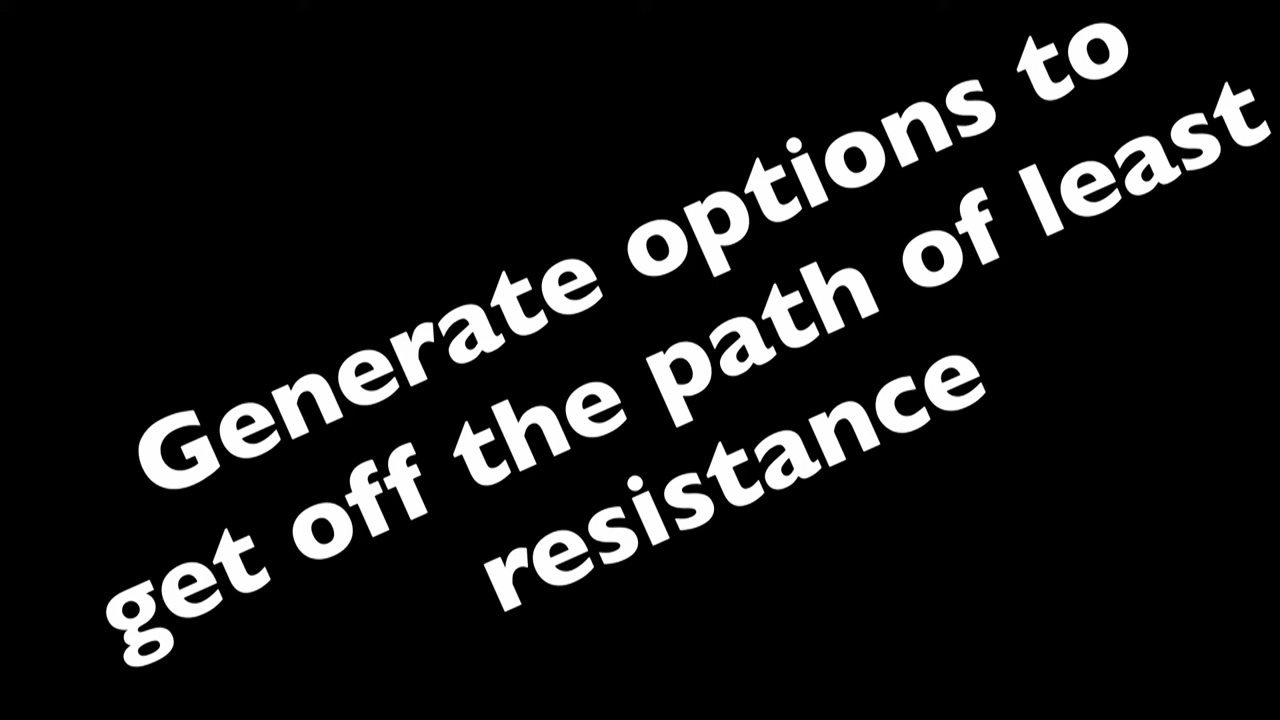 Generate options to
get off the path of least
resistance